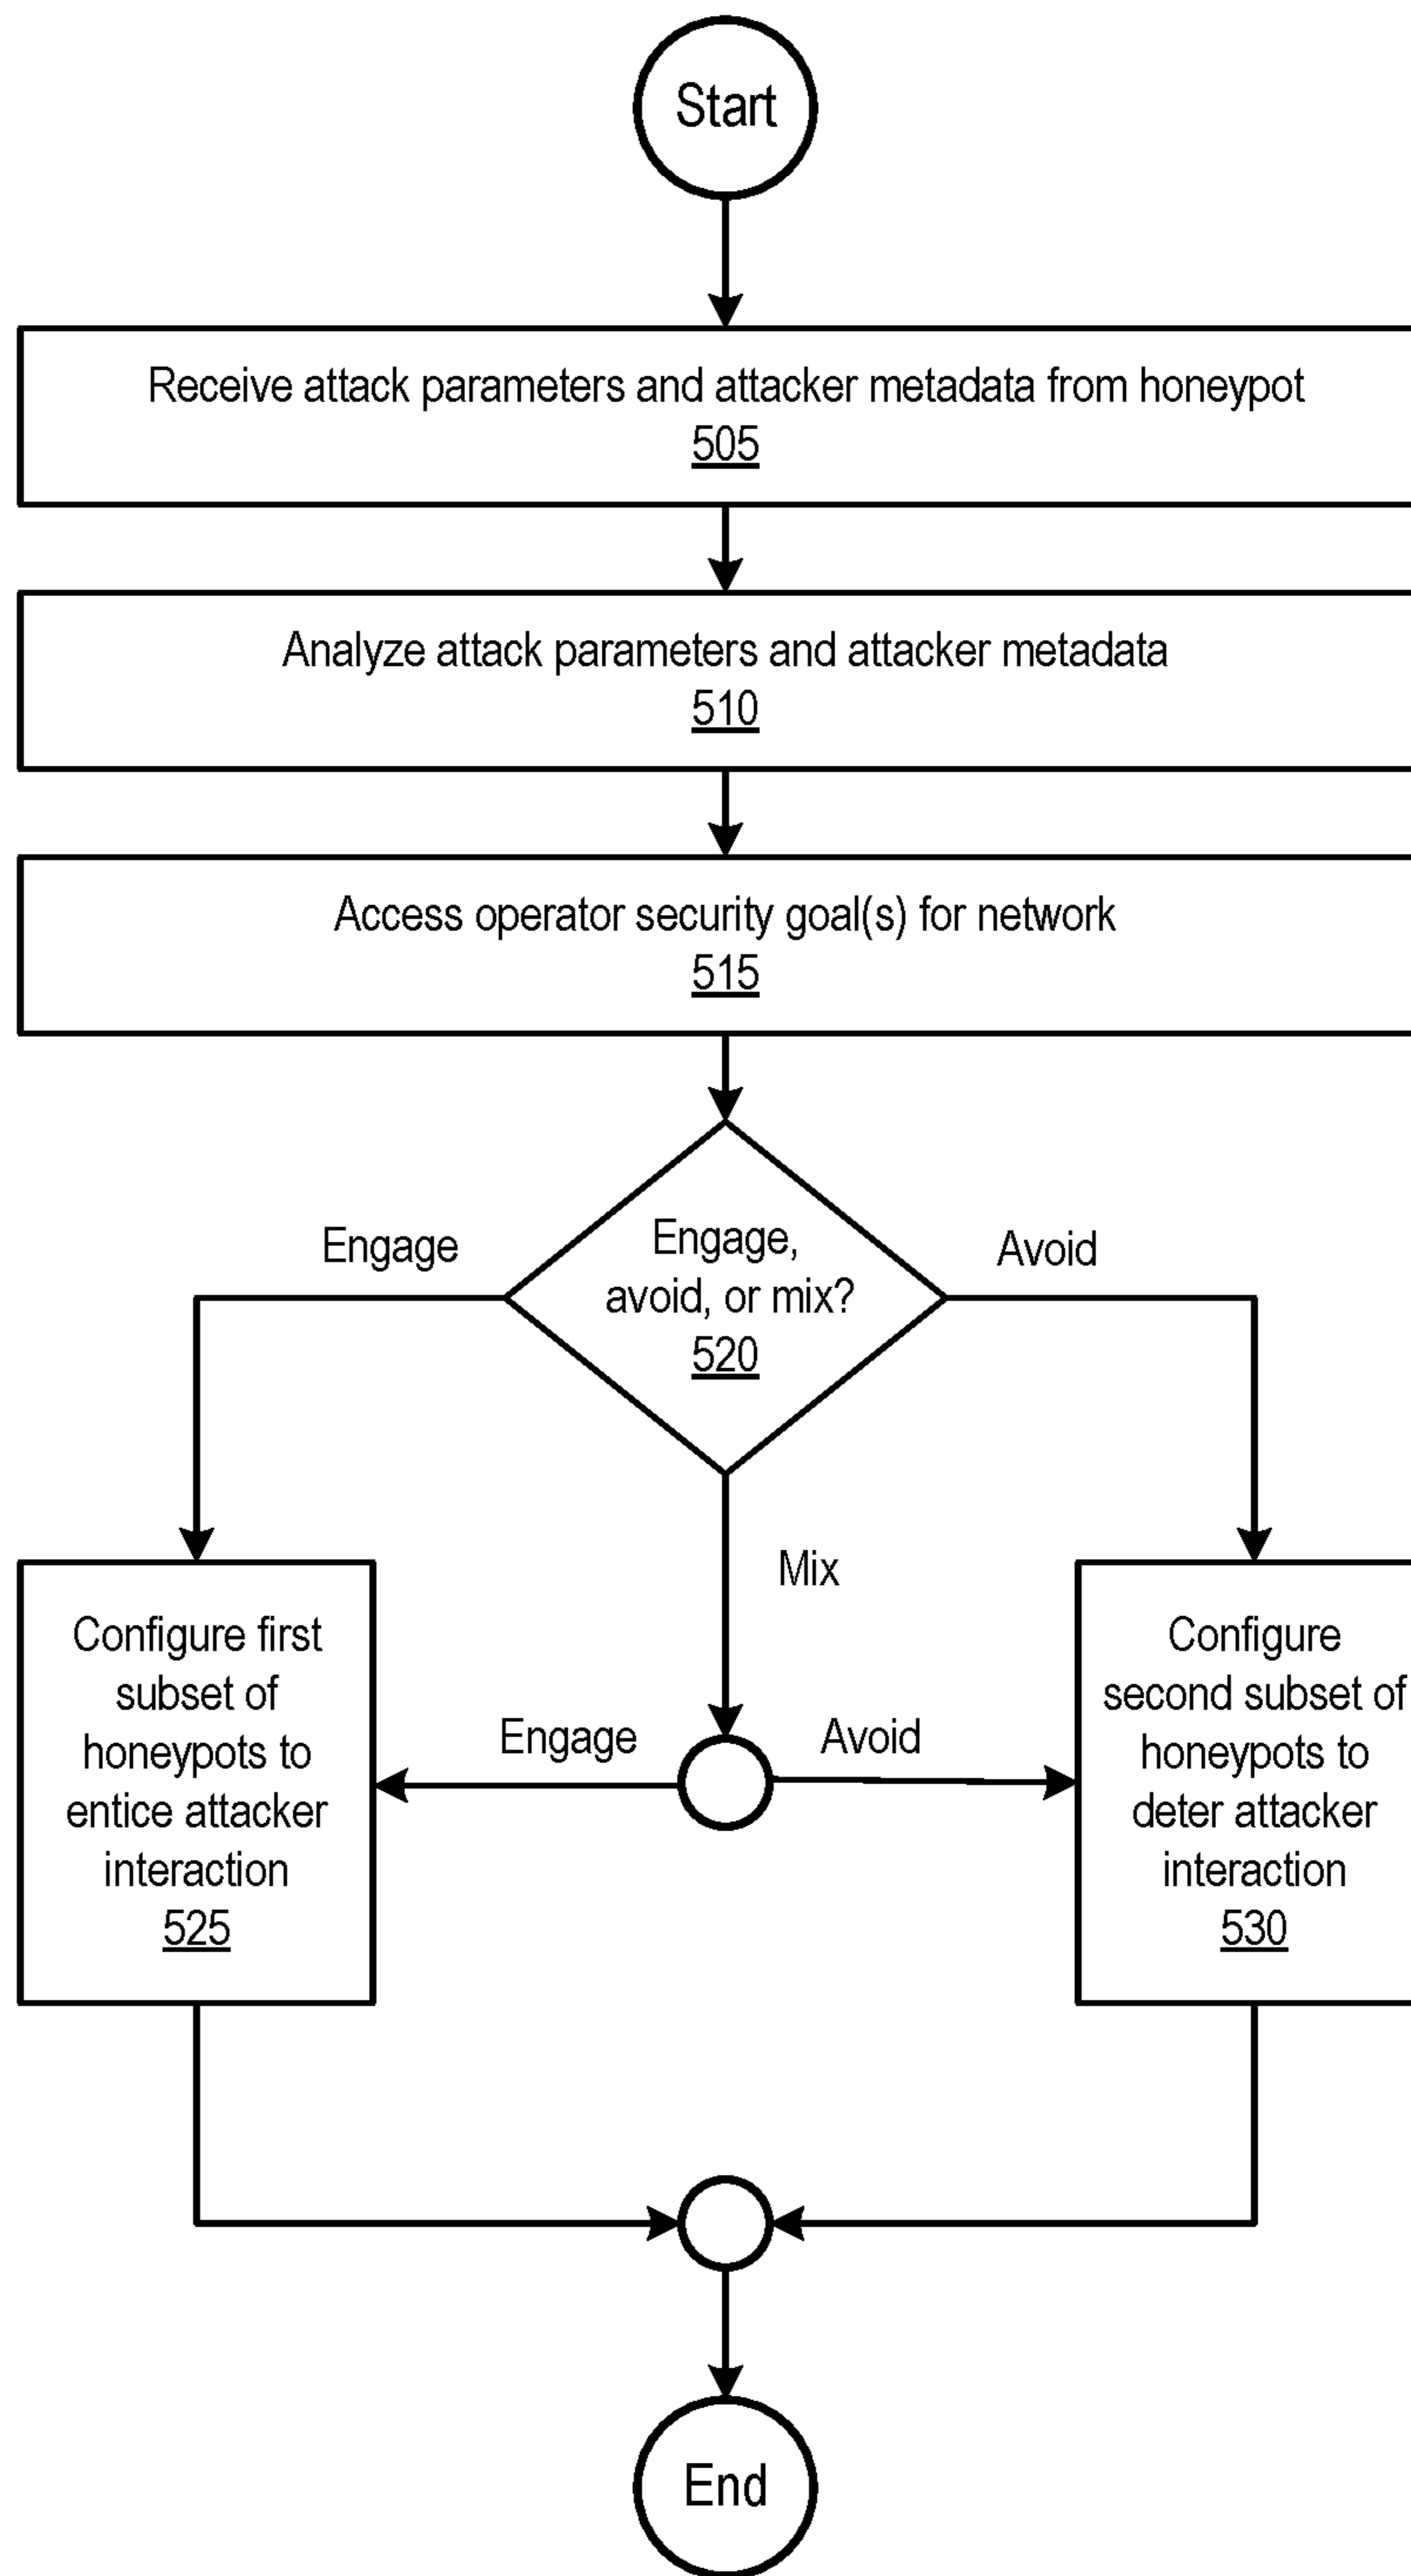 Start
Receive attack parameters and attacker metadata from honeypot
505
Analyze attack parameters and attacker metadata
510
Access operator security goal(s) for network
515
Engage
Engage,
avoid, or mix?
520
Avoid
Mix
Configure first
subset of
honeypots to
entice attacker
interaction
525
Engage
Avoid
Configure
second subset of
honeypots to
deter attacker
interaction
530
End